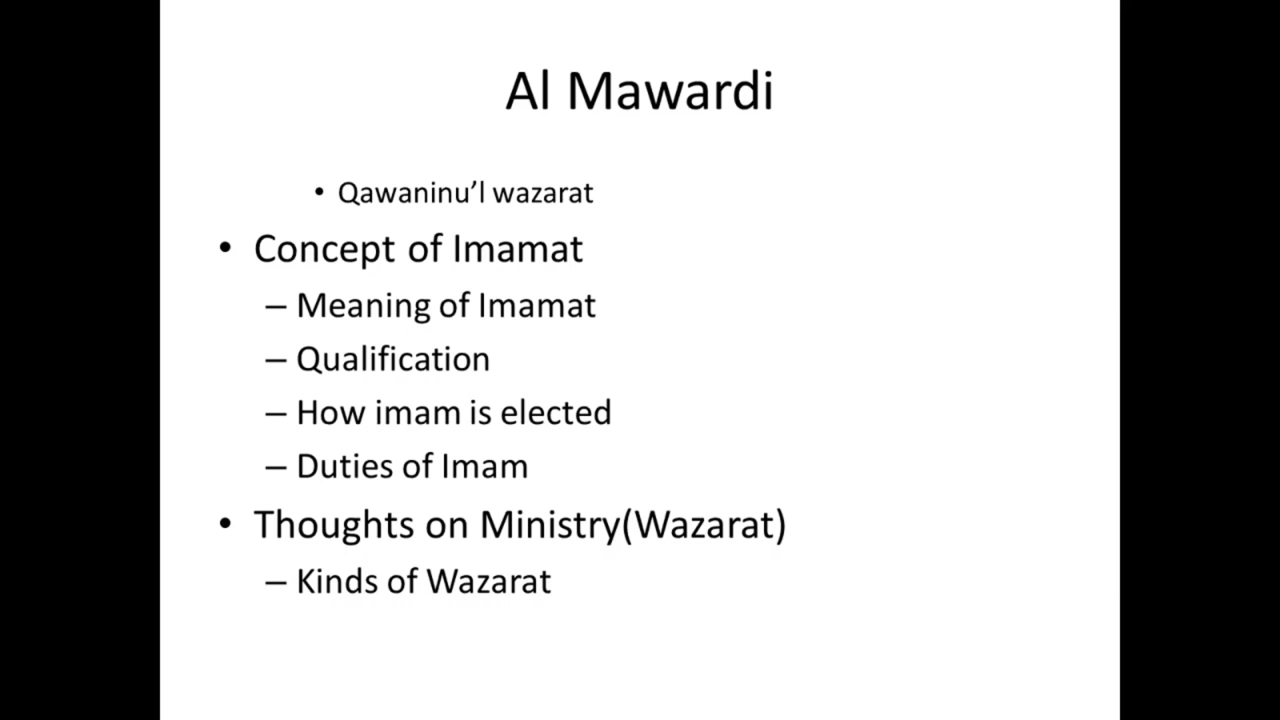 Al Mawardi
• Qawaninu’l wazarat
• Concept of Imamat
– Meaning of Imamat
– Qualification
– How imam is elected
– Duties of Imam
• Thoughts on Ministry(Wazarat)
– Kinds of Wazarat